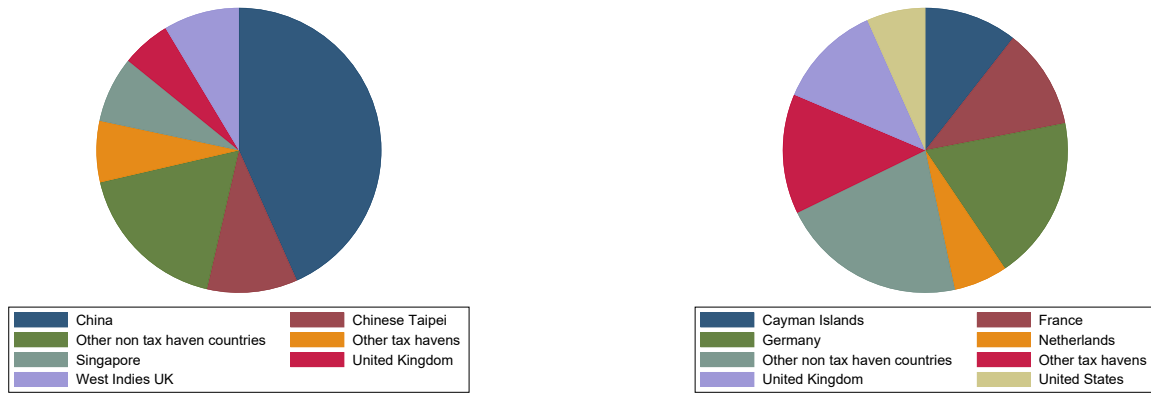 China
Chinese Taipei
Other non tax haven countries
Other tax havens
Singapore
United Kingdom
West Indies UK
Cayman Islands
France
Germany
Netherlands
Other non tax haven countries
Other tax havens
United Kingdom
United States